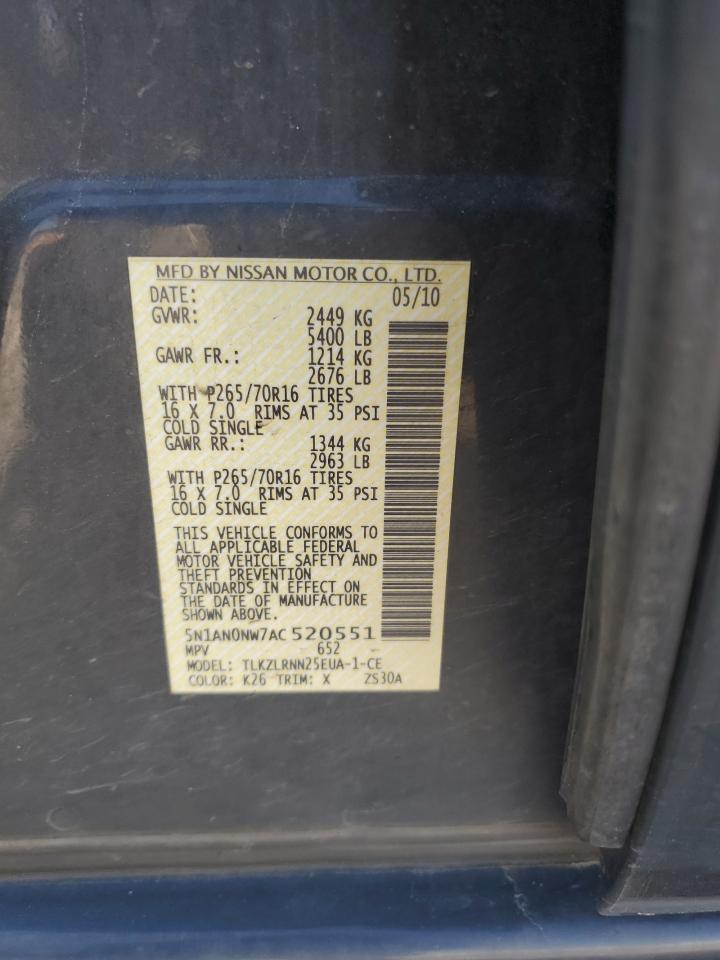 MFD BY NISSAN MOTOR CO., LTD.
DATE: 05/10
GVWR: 2449 KG
5400 LB
GAWR FR.: 1214 KG
2676 LB
WITH P265/70R16 TIRES
16 X 7.0 RIMS AT 35 PSI
COLD SINGLE
GAWR RR.: 1344 KG
2963 LB
WITH P265/70R16 TIRES
16 X 7.0 RIMS AT 35 PSI
COLD SINGLE
THIS VEHICLE CONFORMS TO
ALL APPLICABLE FEDERAL
MOTOR VEHICLE SAFETY AND
THEFT PREVENTION
STANDARDS IN EFFECT ON
THE DATE OF MANUFACTURE
SHOWN ABOVE.
5N1AN0NW7AC520551
MPV 652
MODEL: TLKZLRNN25EUA-1-CE
COLOR: K26 TRIM: X ZS30A